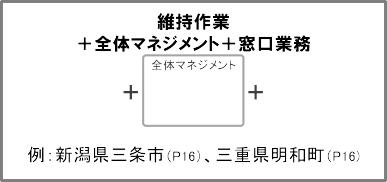 維持作業
＋全体マネジメント＋窓口業務
全体マネジメント
＋ ＋
例：新潟県三条市（P16）、三重県明和町（P16）